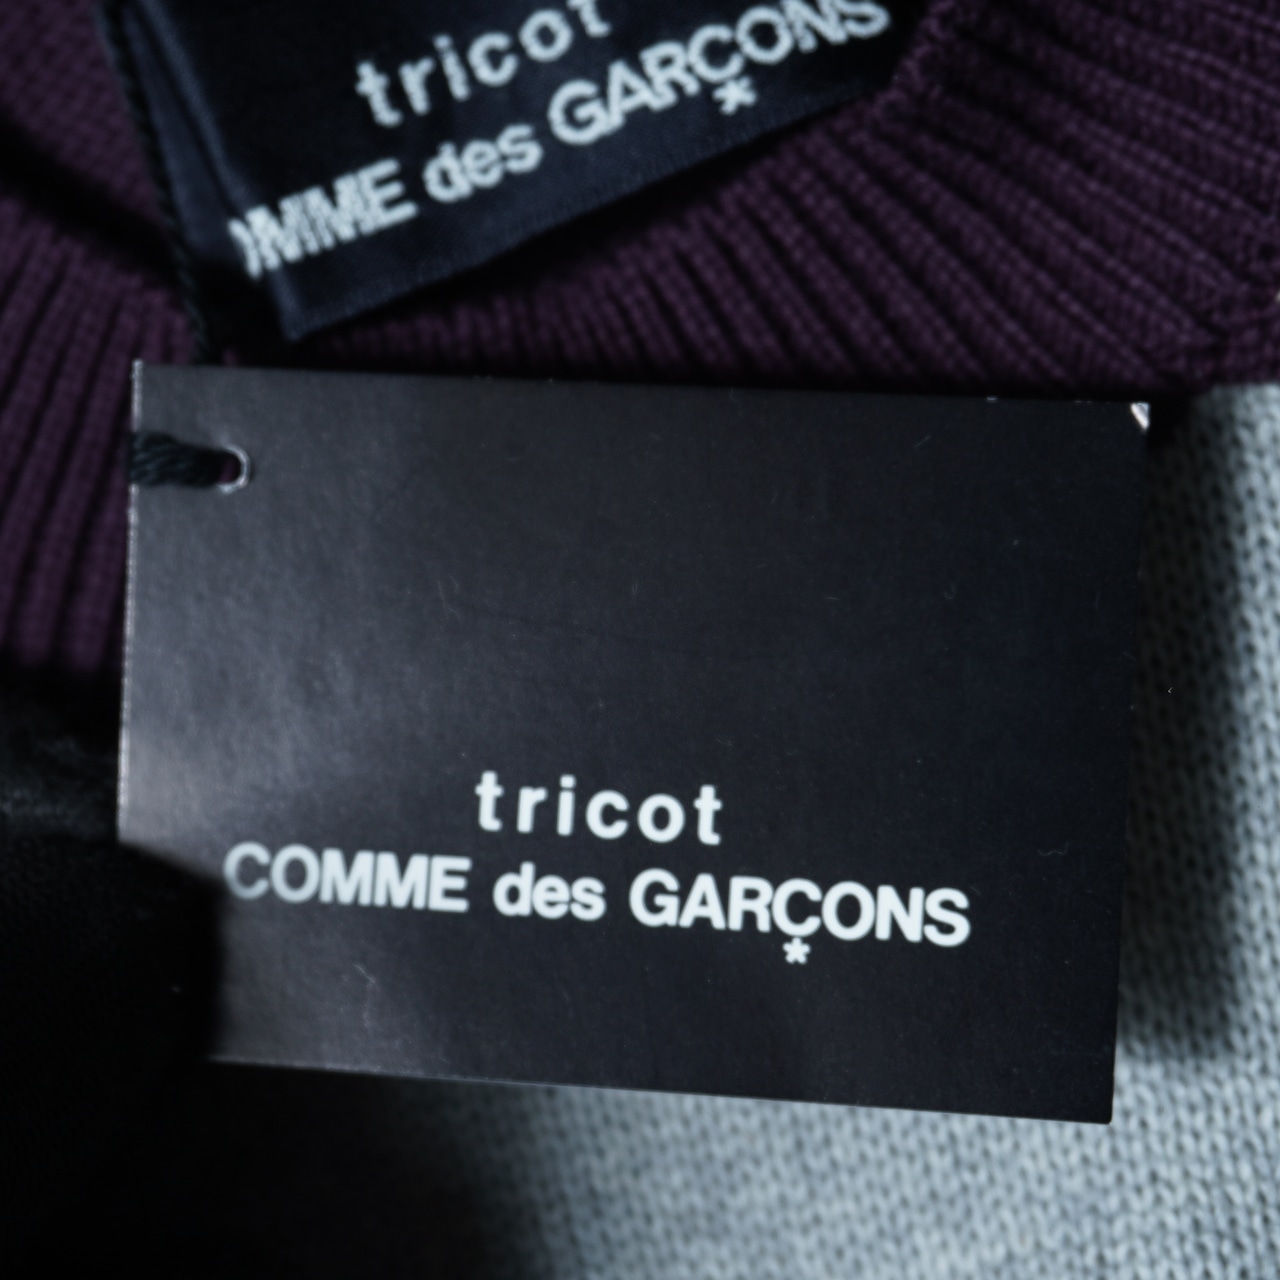 tricot
OMME des GARÇONS
*
tricot
COMME des GARÇONS
*